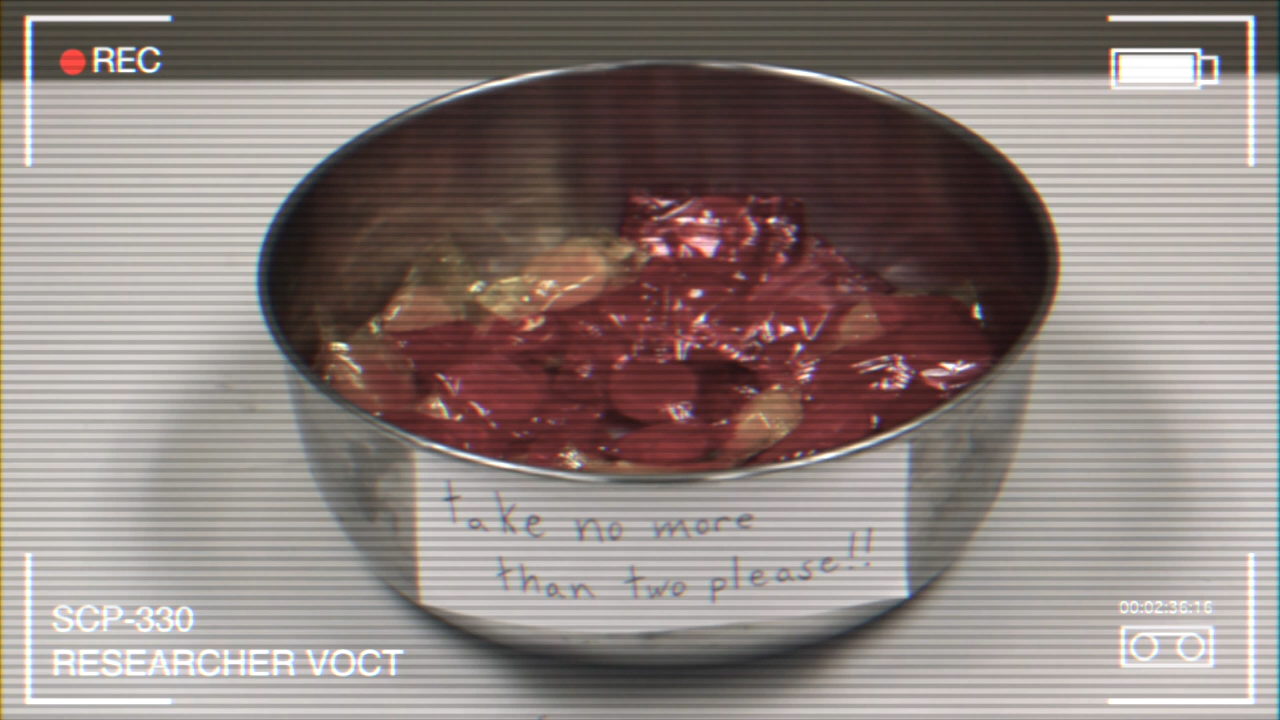 REC
take no more
than two please!!
SCP-330
RESEARCHER VOCT
00:02:36:16